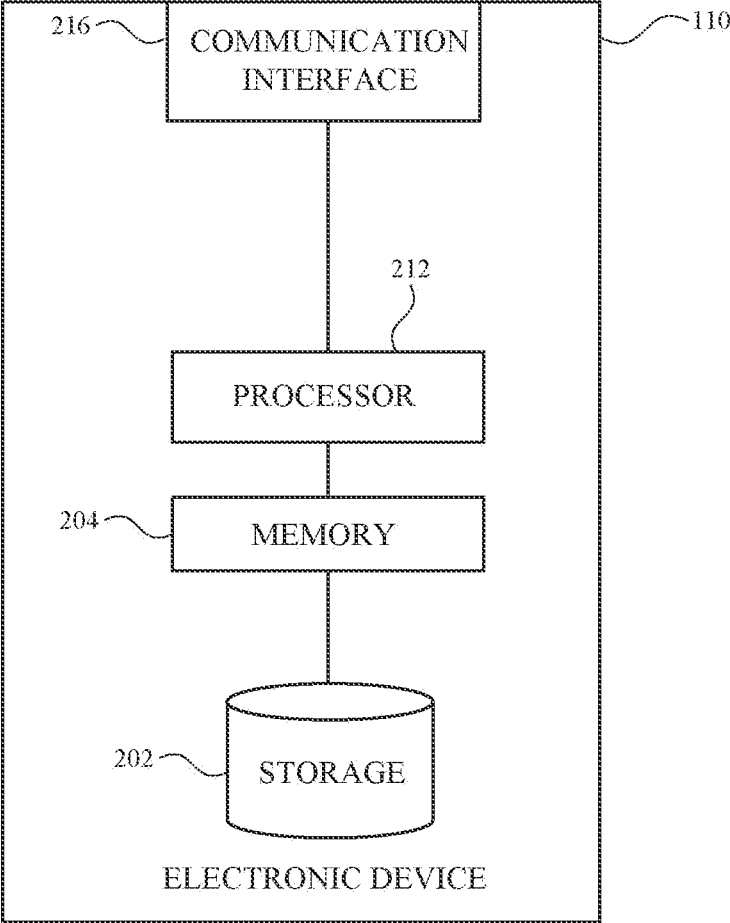 216
COMMUNICATION
INTERFACE
110
212
PROCESSOR
204
MEMORY
202
STORAGE
ELECTRONIC DEVICE